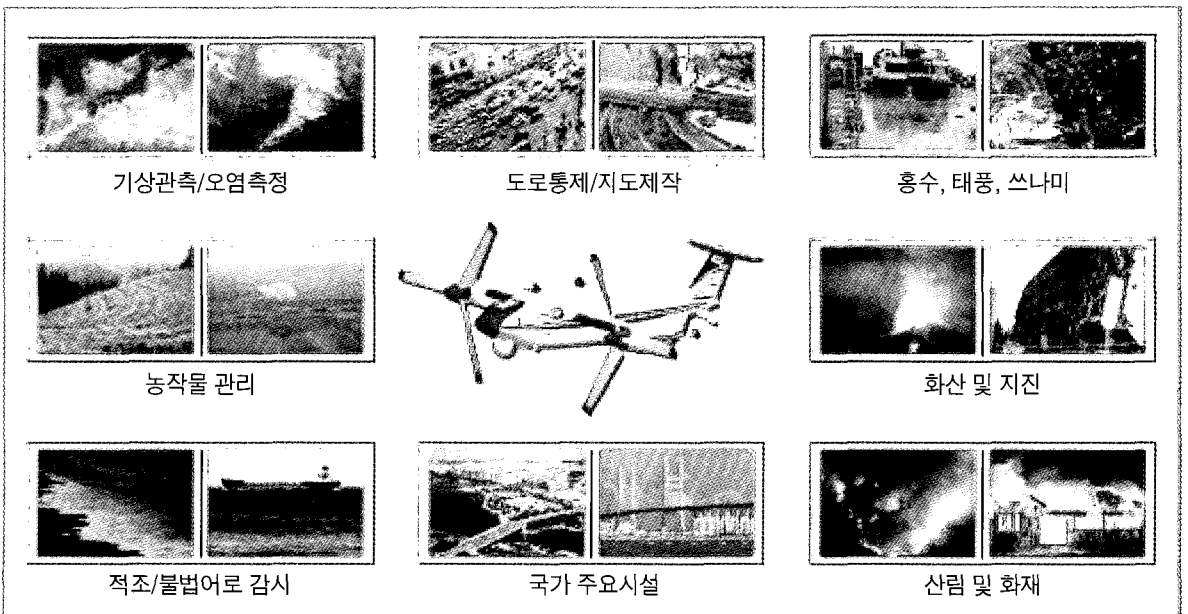 기상관측/오염측정
도로통제/지도제작
홍수, 태풍, 쓰나미
농작물 관리
화산 및 지진
적조/불법어로 감시
국가 주요시설
산림 및 화재